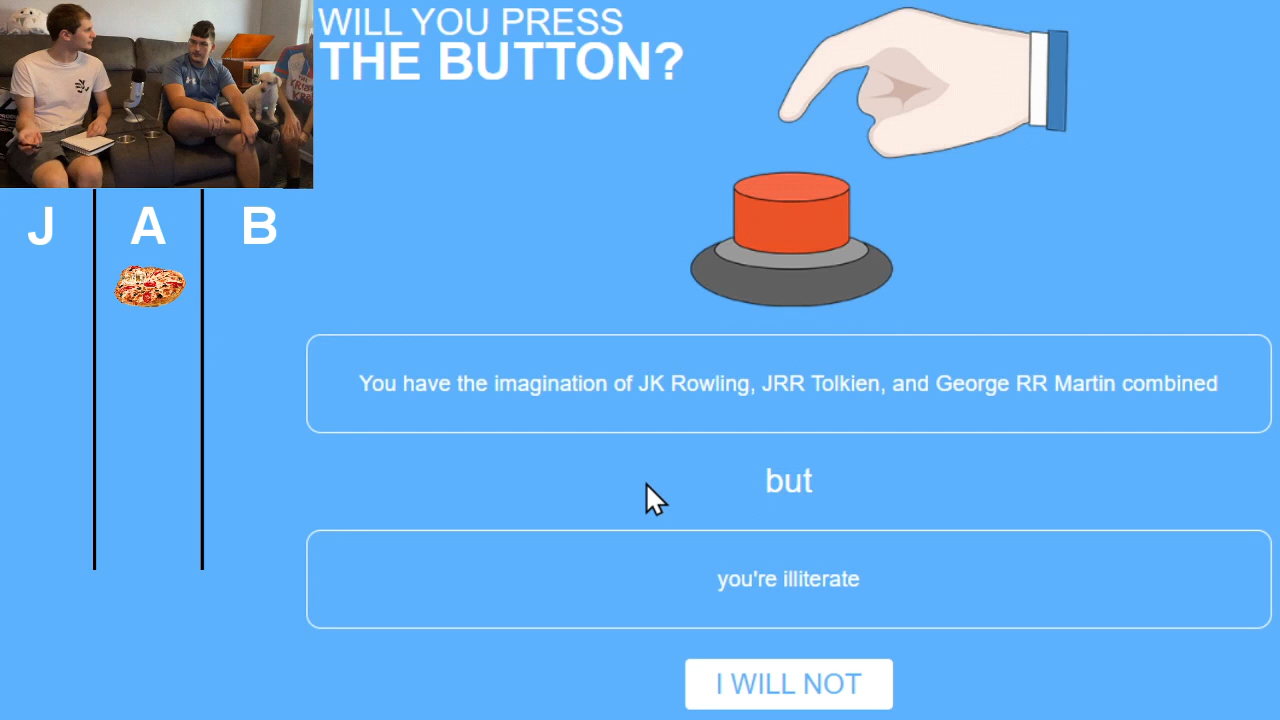 WILL YOU PRESS
THE BUTTON?
J A B
You have the imagination of JK Rowling, JRR Tolkien, and George RR Martin combined
but
you're illiterate
I WILL NOT